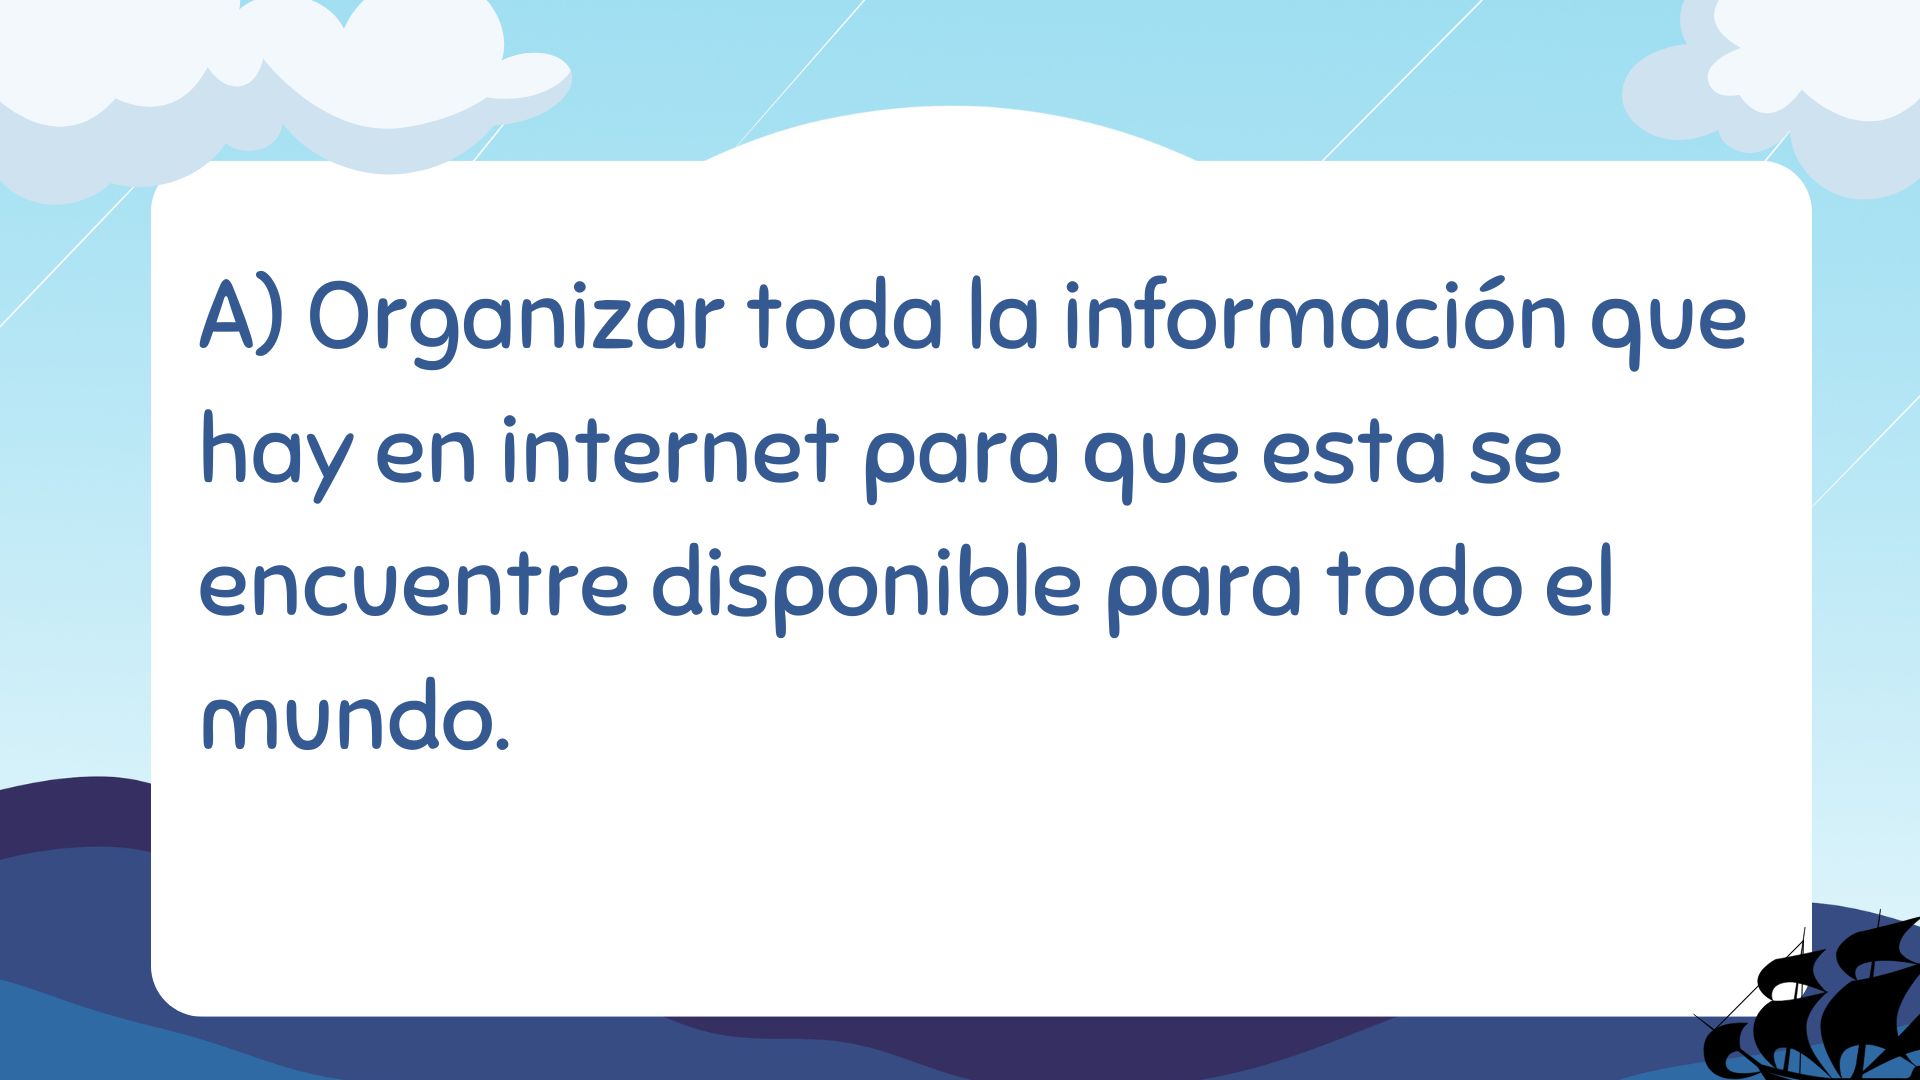 A) Organizar toda la información que
hay en internet para que esta se
encuentre disponible para todo el
mundo.